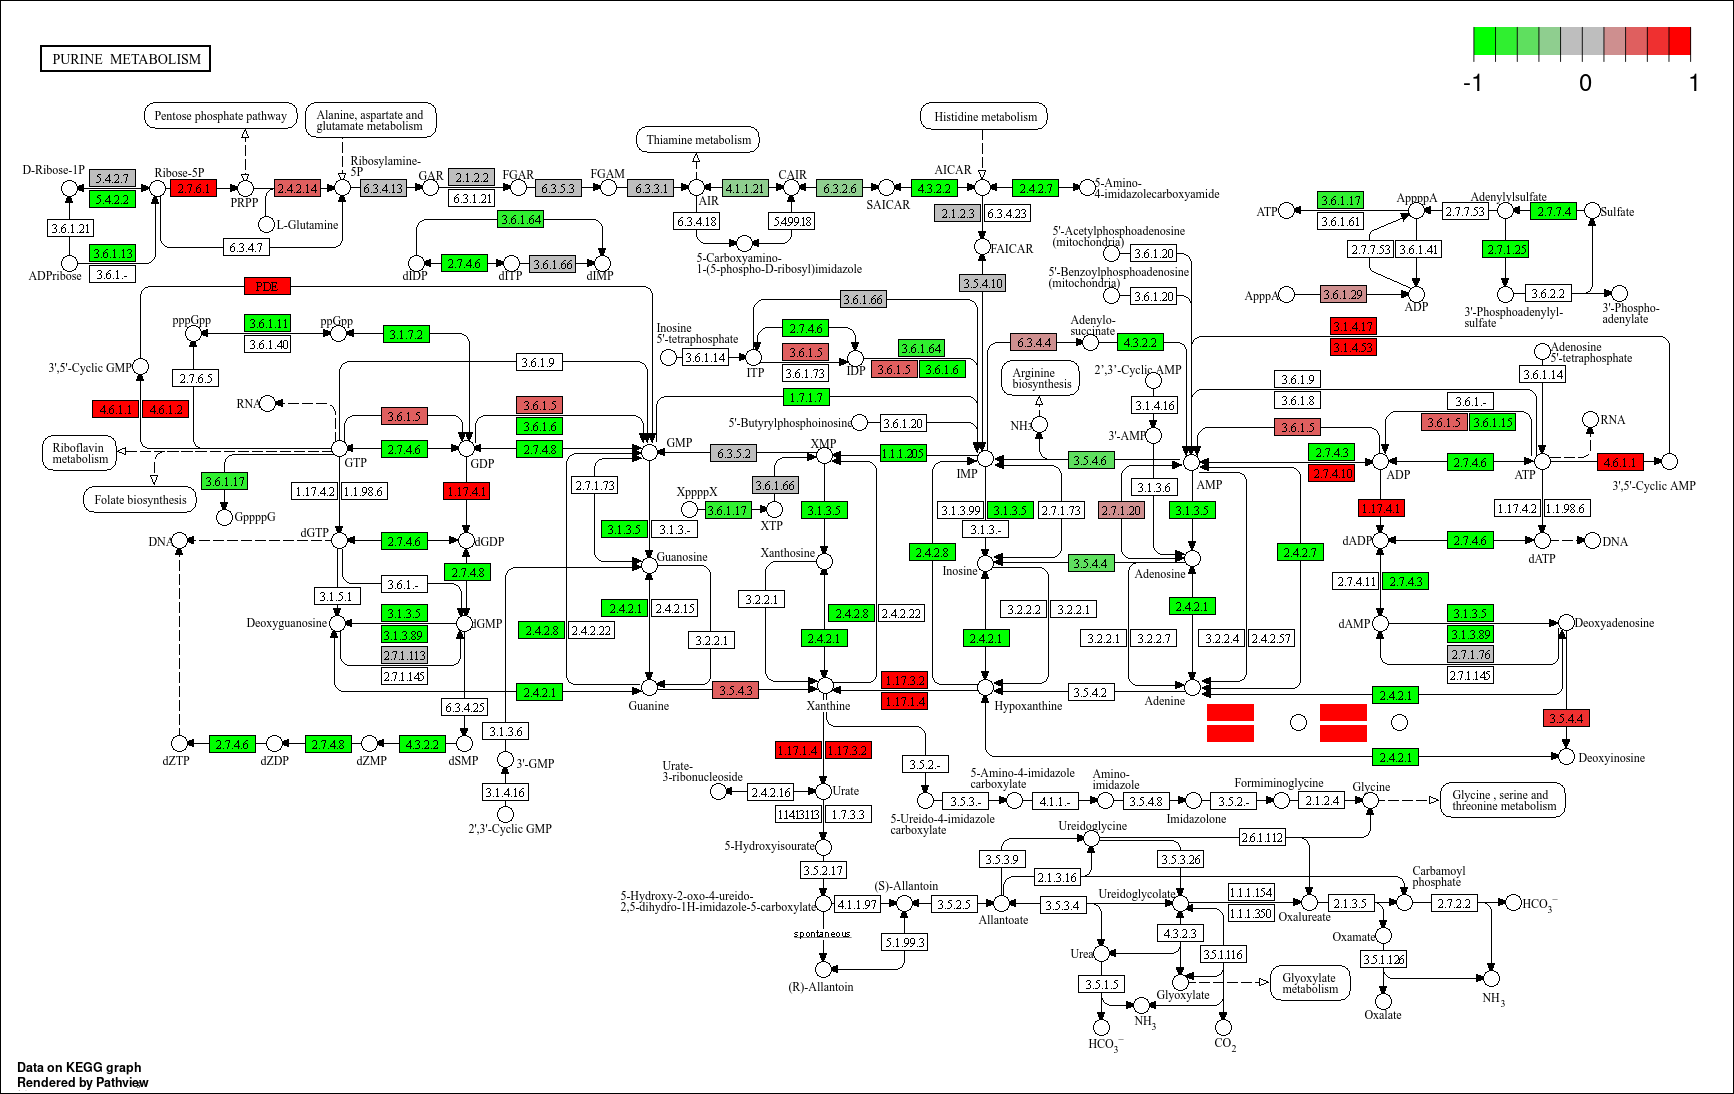 PURINE METABOLISM
-1
0
1
Pentose phosphate pathway
Alanine, aspartate and
glutamate metabolism
Thiamine metabolism
Histidine metabolism
D-Ribose-1P
5.4.2.7
5.4.2.2
Ribose-5P
2.7.6.1
PRPP
2.4.2.14
L-Glutamine
Ribosylamine-
5P
6.3.4.13
GAR
2.1.2.2
6.3.1.21
FGAR
6.3.5.3
FGAM
6.3.3.1
AIR
4.1.1.21
CAIR
6.3.2.6
SAICAR
4.3.2.2
AICAR
2.4.2.7
5-Amino-
4-imidazolecarboxyamide
3.6.1.21
3.6.1.13
3.6.1.-
ADPribose
6.3.4.7
3.6.1.64
dIDP
2.7.4.6
dITP
3.6.1.66
dIMP
6.3.4.18
5.4.99.18
5-Carboxyamino-
1-(5-phospho-D-ribosyl)imidazole
2.1.2.3
6.3.4.23
FAICAR
3.5.4.10
5'-Acetylphosphoadenosine
(mitochondria)
3.6.1.20
5'-Benzoylphosphoadenosine
(mitochondria)
3.6.1.20
ATP
3.6.1.17
3.6.1.61
AppppA
2.7.7.53
Adenylylsulfate
2.7.7.4
Sulfate
2.7.7.53
3.6.1.41
2.7.1.25
ApppA
3.6.1.29
ADP
3.6.2.2
3'-Phosphoadenylyl-
sulfate
3'-Phospho-
adenylate
PDE
pppGpp
3.6.1.11
3.6.1.40
ppGpp
3.1.7.2
3',5'-Cyclic GMP
2.7.6.5
3.6.1.9
4.6.1.1
4.6.1.2
RNA
3.6.1.5
3.6.1.5
3.6.1.6
Inosine
5'-tetraphosphate
3.6.1.14
3.6.1.66
2.7.4.6
ITP
3.6.1.5
3.6.1.73
IDP
3.6.1.64
3.6.1.5
3.6.1.6
1.7.1.7
6.3.4.4
Adenylo-
succinate
4.3.2.2
Arginine
biosynthesis
NH3
2',3'-Cyclic AMP
3.1.4.16
3'-AMP
3.1.4.17
3.1.4.53
Adenosine
5'-tetraphosphate
3.6.1.14
3.6.1.9
3.6.1.8
3.6.1.5
3.6.1.-
3.6.1.5
3.6.1.15
RNA
Riboflavin
metabolism
Folate biosynthesis
3.6.1.17
GppppG
GTP
2.7.4.6
GDP
2.7.4.8
GMP
6.3.5.2
XMP
1.1.1.205
5'-Butyrylphosphoinosine
3.6.1.20
IMP
3.5.4.6
AMP
2.7.4.3
2.7.4.10
ADP
2.7.4.6
ATP
4.6.1.1
3',5'-Cyclic AMP
1.17.4.2
1.1.98.6
1.17.4.1
2.7.1.73
3.6.1.66
XppppX
3.6.1.17
XTP
3.1.3.5
3.1.3.5
3.1.3.-
3.1.3.99
3.1.3.5
2.7.1.73
3.1.3.-
3.1.3.6
2.7.1.20
3.1.3.5
1.17.4.1
1.17.4.2
1.1.98.6
DNA
dGTP
2.7.4.6
dGDP
2.7.4.8
Guanosine
Xanthosine
2.4.2.8
Inosine
3.5.4.4
Adenosine
2.4.2.7
dADP
2.7.4.6
dATP
DNA
2.7.4.11
2.7.4.3
3.6.1.-
3.1.5.1
Deoxyguanosine
3.1.3.5
3.1.3.89
2.7.1.113
2.7.1.145
dGMP
2.4.2.8
2.4.2.22
2.4.2.1
2.4.2.15
3.2.2.1
3.2.2.1
2.4.2.8
2.4.2.22
2.4.2.1
2.4.2.1
3.2.2.2
3.2.2.1
2.4.2.1
3.2.2.1
3.2.2.7
3.2.2.4
2.4.2.57
dAMP
3.1.3.5
3.1.3.89
2.7.1.76
2.7.1.145
Deoxyadenosine
2.4.2.1
Guanine
3.5.4.3
Xanthine
1.17.3.2
1.17.1.4
Hypoxanthine
3.5.4.2
Adenine
2.4.2.1
3.5.4.4
2.4.2.1
Deoxyinosine
6.3.4.25
dZTP
2.7.4.6
dZDP
2.7.4.8
dZMP
4.3.2.2
dSMP
3.1.3.6
3'-GMP
3.1.4.16
2',3'-Cyclic GMP
1.17.1.4
1.17.3.2
Urate-
3-ribonucleoside
2.4.2.16
Urate
1.7.3.3
3.5.2.-
5-Ureido-4-imidazole
carboxylate
3.5.3.-
5-Amino-4-imidazole
carboxylate
4.1.1.-
Amino-
imidazole
3.5.4.8
Imidazolone
3.5.2.-
Formiminoglycine
2.1.2.4
Glycine
Glycine , serine and
threonine metabolism
5-Hydroxyisourate
3.5.2.17
Ureidoglycine
2.6.1.112
3.5.3.9
2.1.3.16
3.5.3.26
5-Hydroxy-2-oxo-4-ureido-
2,5-dihydro-1H-imidazole-5-carboxylate
4.1.1.97
(S)-Allantoin
3.5.2.5
Allantoate
3.5.3.4
Ureidoglycolate
1.1.1.154
1.1.1.350
Oxalureate
2.1.3.5
Carbamoyl
phosphate
2.7.2.2
HCO3−
spontaneous
5.1.99.3
(R)-Allantoin
Urea
4.3.2.3
3.5.1.116
Oxamate
3.5.1.126
3.5.1.5
Glyoxylate
Glyoxylate
metabolism
NH3
HCO3−
CO2
Oxalate
NH3
Data on KEGG graph
Rendered by Pathview